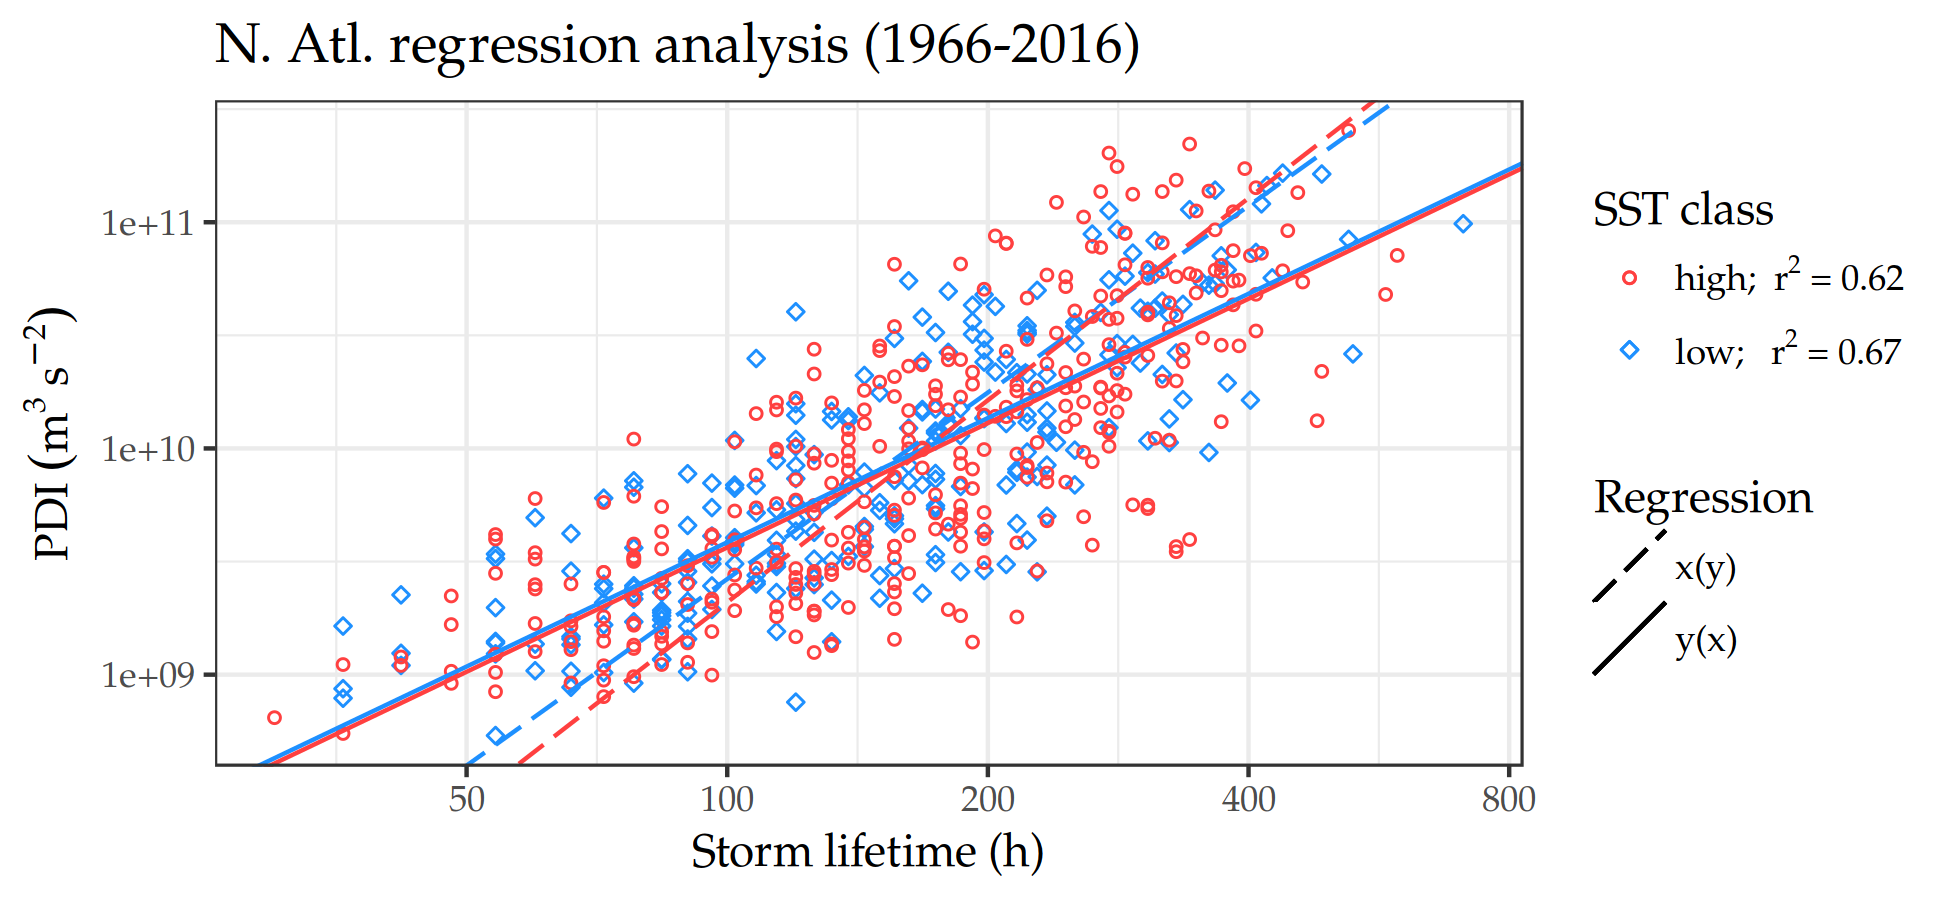 N. Atl. regression analysis (1966-2016)
PDI (m³ s⁻²)
1e+11
1e+10
1e+09
50 100 200 400 800
Storm lifetime (h)
SST class
high; r² = 0.62
low; r² = 0.67
Regression
x(y)
y(x)